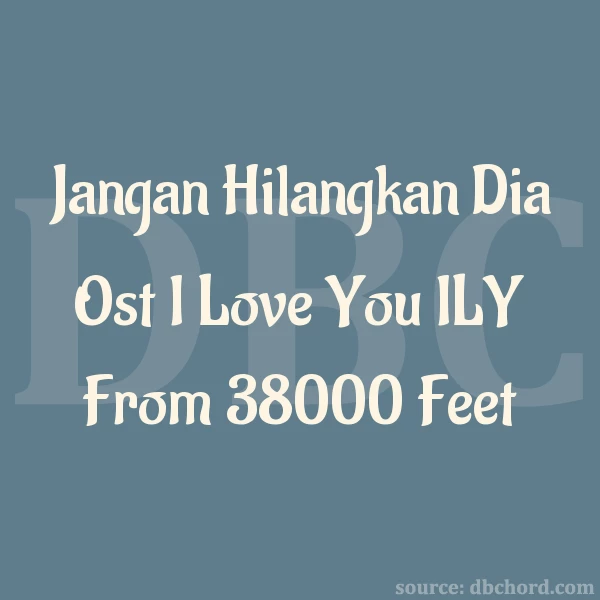 Jangan Hilangkan Dia
Ost I Love You ILY
From 38000 Feet
DBC
source: dbchord.com